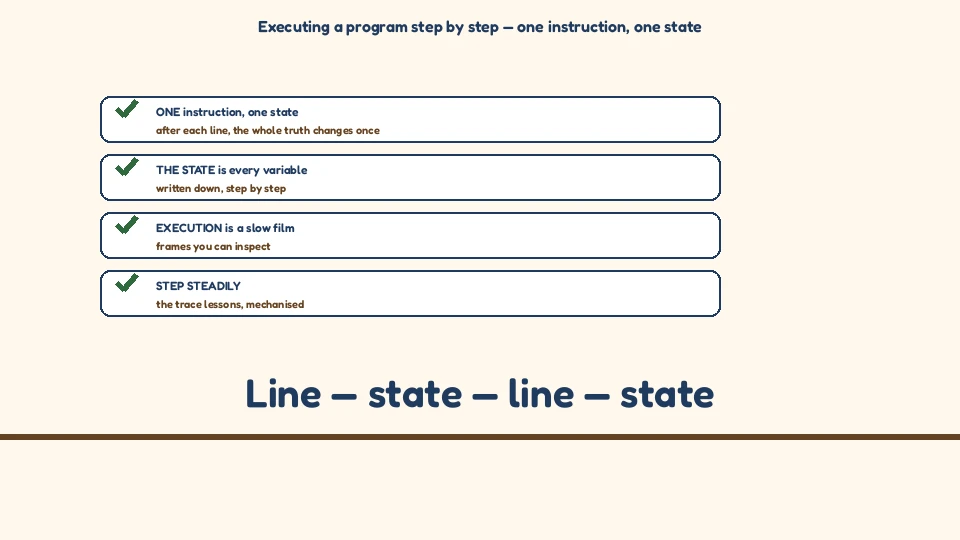 Executing a program step by step — one instruction, one state
ONE instruction, one state
after each line, the whole truth changes once
THE STATE is every variable
written down, step by step
EXECUTION is a slow film
frames you can inspect
STEP STEADILY
the trace lessons, mechanised
Line — state — line — state